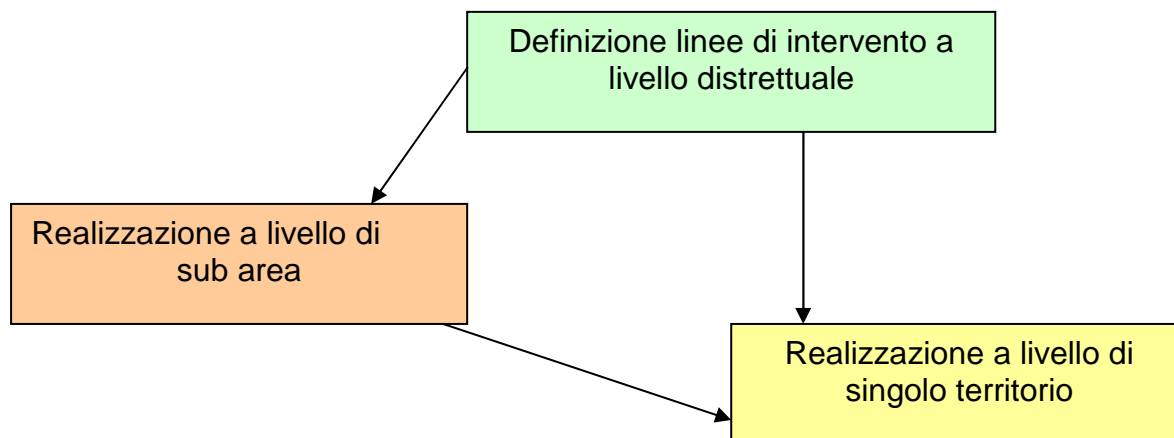 Definizione linee di intervento a
livello distrettuale
Realizzazione a livello di
sub area
Realizzazione a livello di
singolo territorio